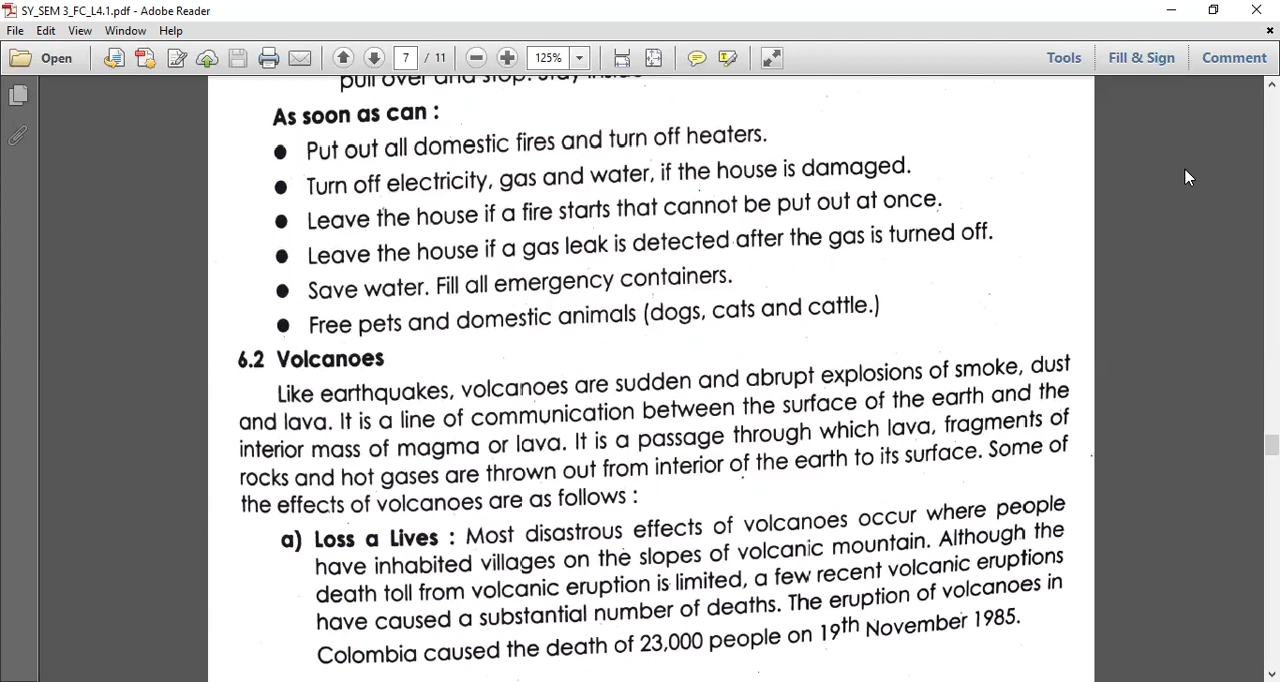 SY_SEM 3_FC_L4.1.pdf - Adobe Reader
File Edit View Window Help
Open 7 / 11 125% Tools Fill & Sign Comment
pull over and stop. Stay inside
As soon as can :
● Put out all domestic fires and turn off heaters.
● Turn off electricity, gas and water, if the house is damaged.
● Leave the house if a fire starts that cannot be put out at once.
● Leave the house if a gas leak is detected after the gas is turned off.
● Save water. Fill all emergency containers.
● Free pets and domestic animals (dogs, cats and cattle.)
6.2 Volcanoes
Like earthquakes, volcanoes are sudden and abrupt explosions of smoke, dust
and lava. It is a line of communication between the surface of the earth and the
interior mass of magma or lava. It is a passage through which lava, fragments of
rocks and hot gases are thrown out from interior of the earth to its surface. Some of
the effects of volcanoes are as follows :
a) Loss a Lives : Most disastrous effects of volcanoes occur where people
have inhabited villages on the slopes of volcanic mountain. Although the
death toll from volcanic eruption is limited, a few recent volcanic eruptions
have caused a substantial number of deaths. The eruption of volcanoes in
Colombia caused the death of 23,000 people on 19th November 1985.